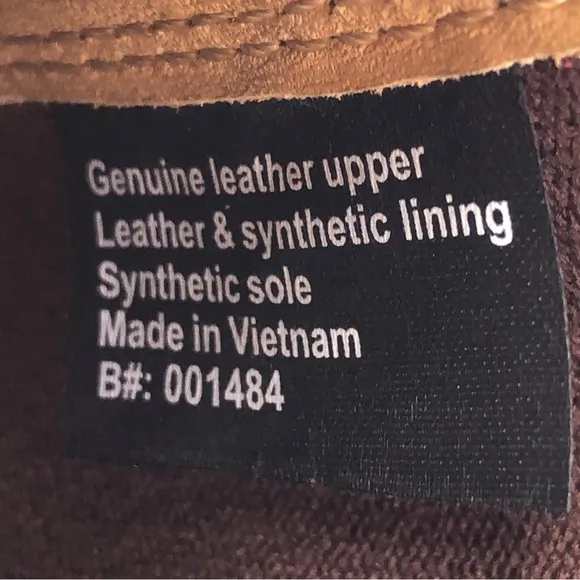 Genuine leather upper
Leather & synthetic lining
Synthetic sole
Made in Vietnam
B#: 001484